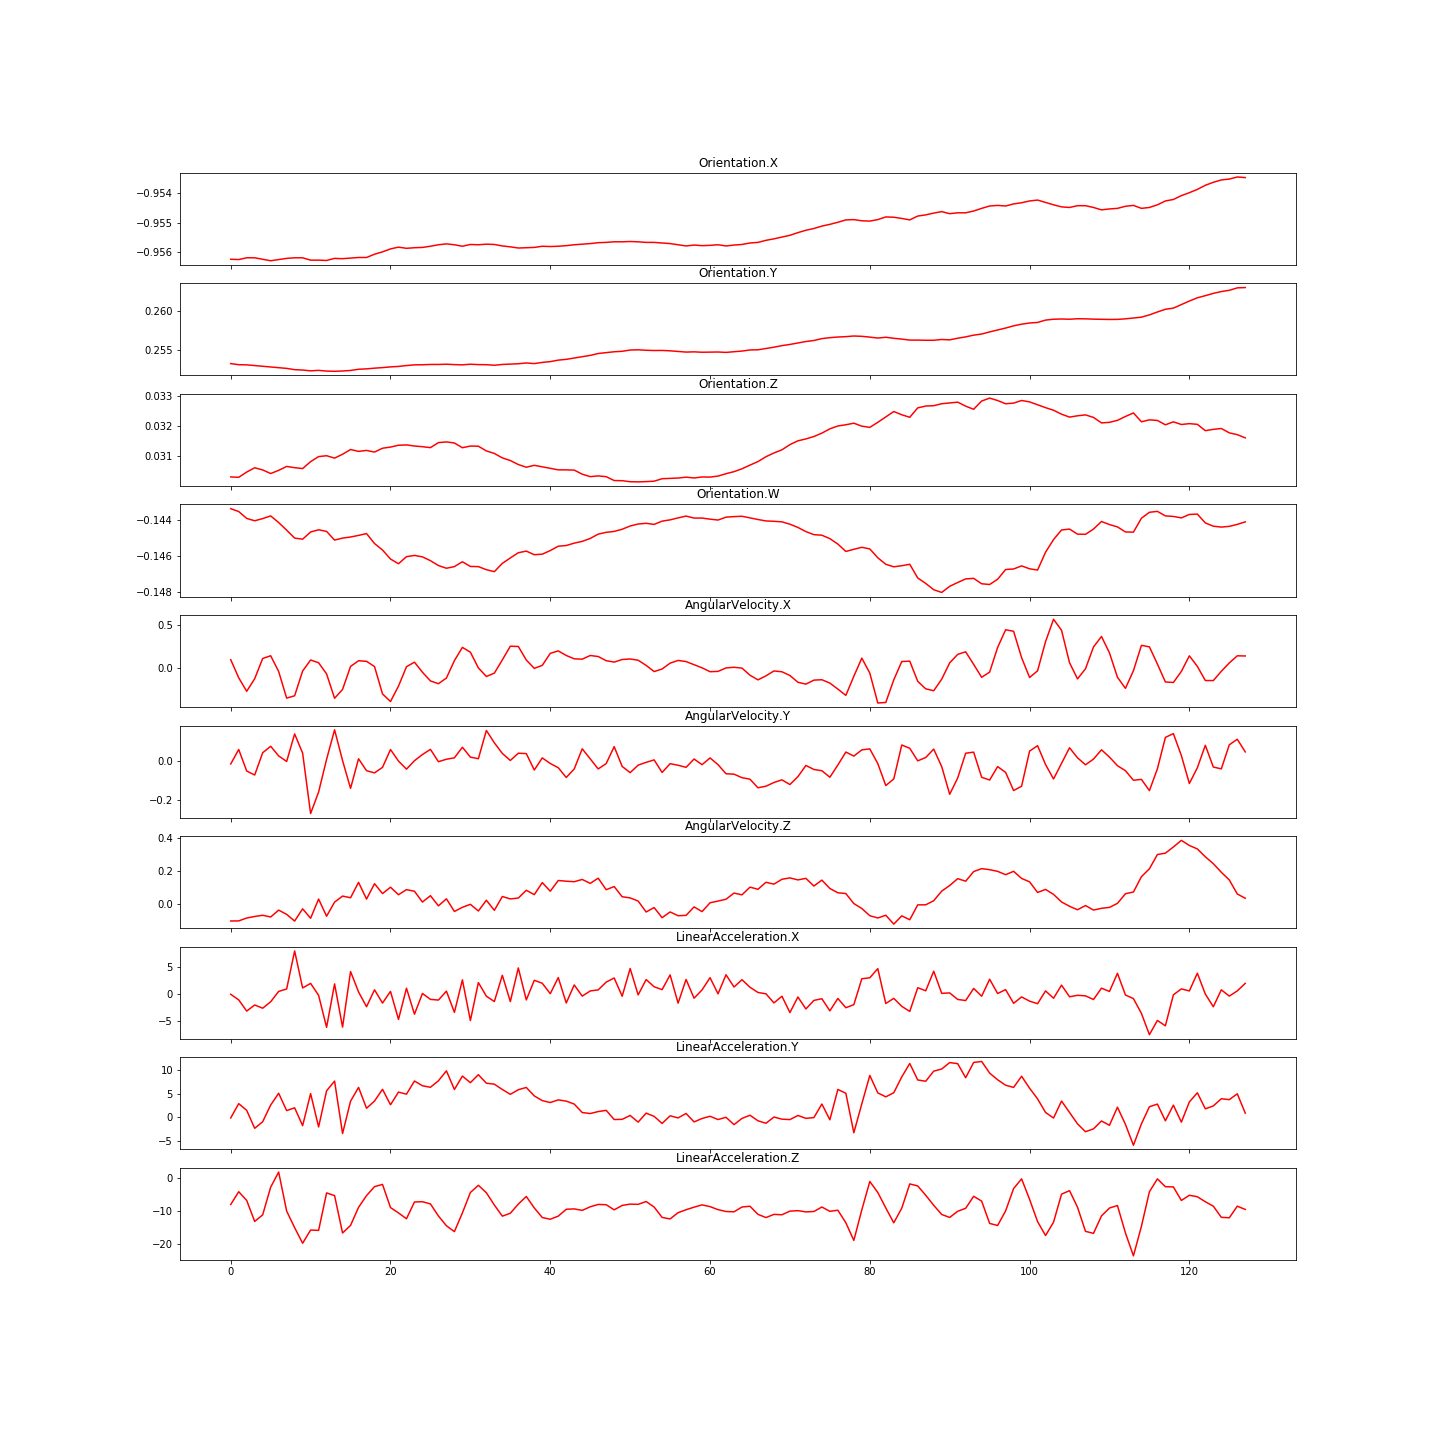 Orientation.X
−0.954
−0.955
−0.956
Orientation.Y
0.260
0.255
Orientation.Z
0.033
0.032
0.031
Orientation.W
−0.144
−0.146
−0.148
AngularVelocity.X
0.5
0.0
AngularVelocity.Y
0.0
−0.2
AngularVelocity.Z
0.4
0.2
0.0
LinearAcceleration.X
5
0
−5
LinearAcceleration.Y
10
5
0
−5
LinearAcceleration.Z
0
−10
−20
0 20 40 60 80 100 120